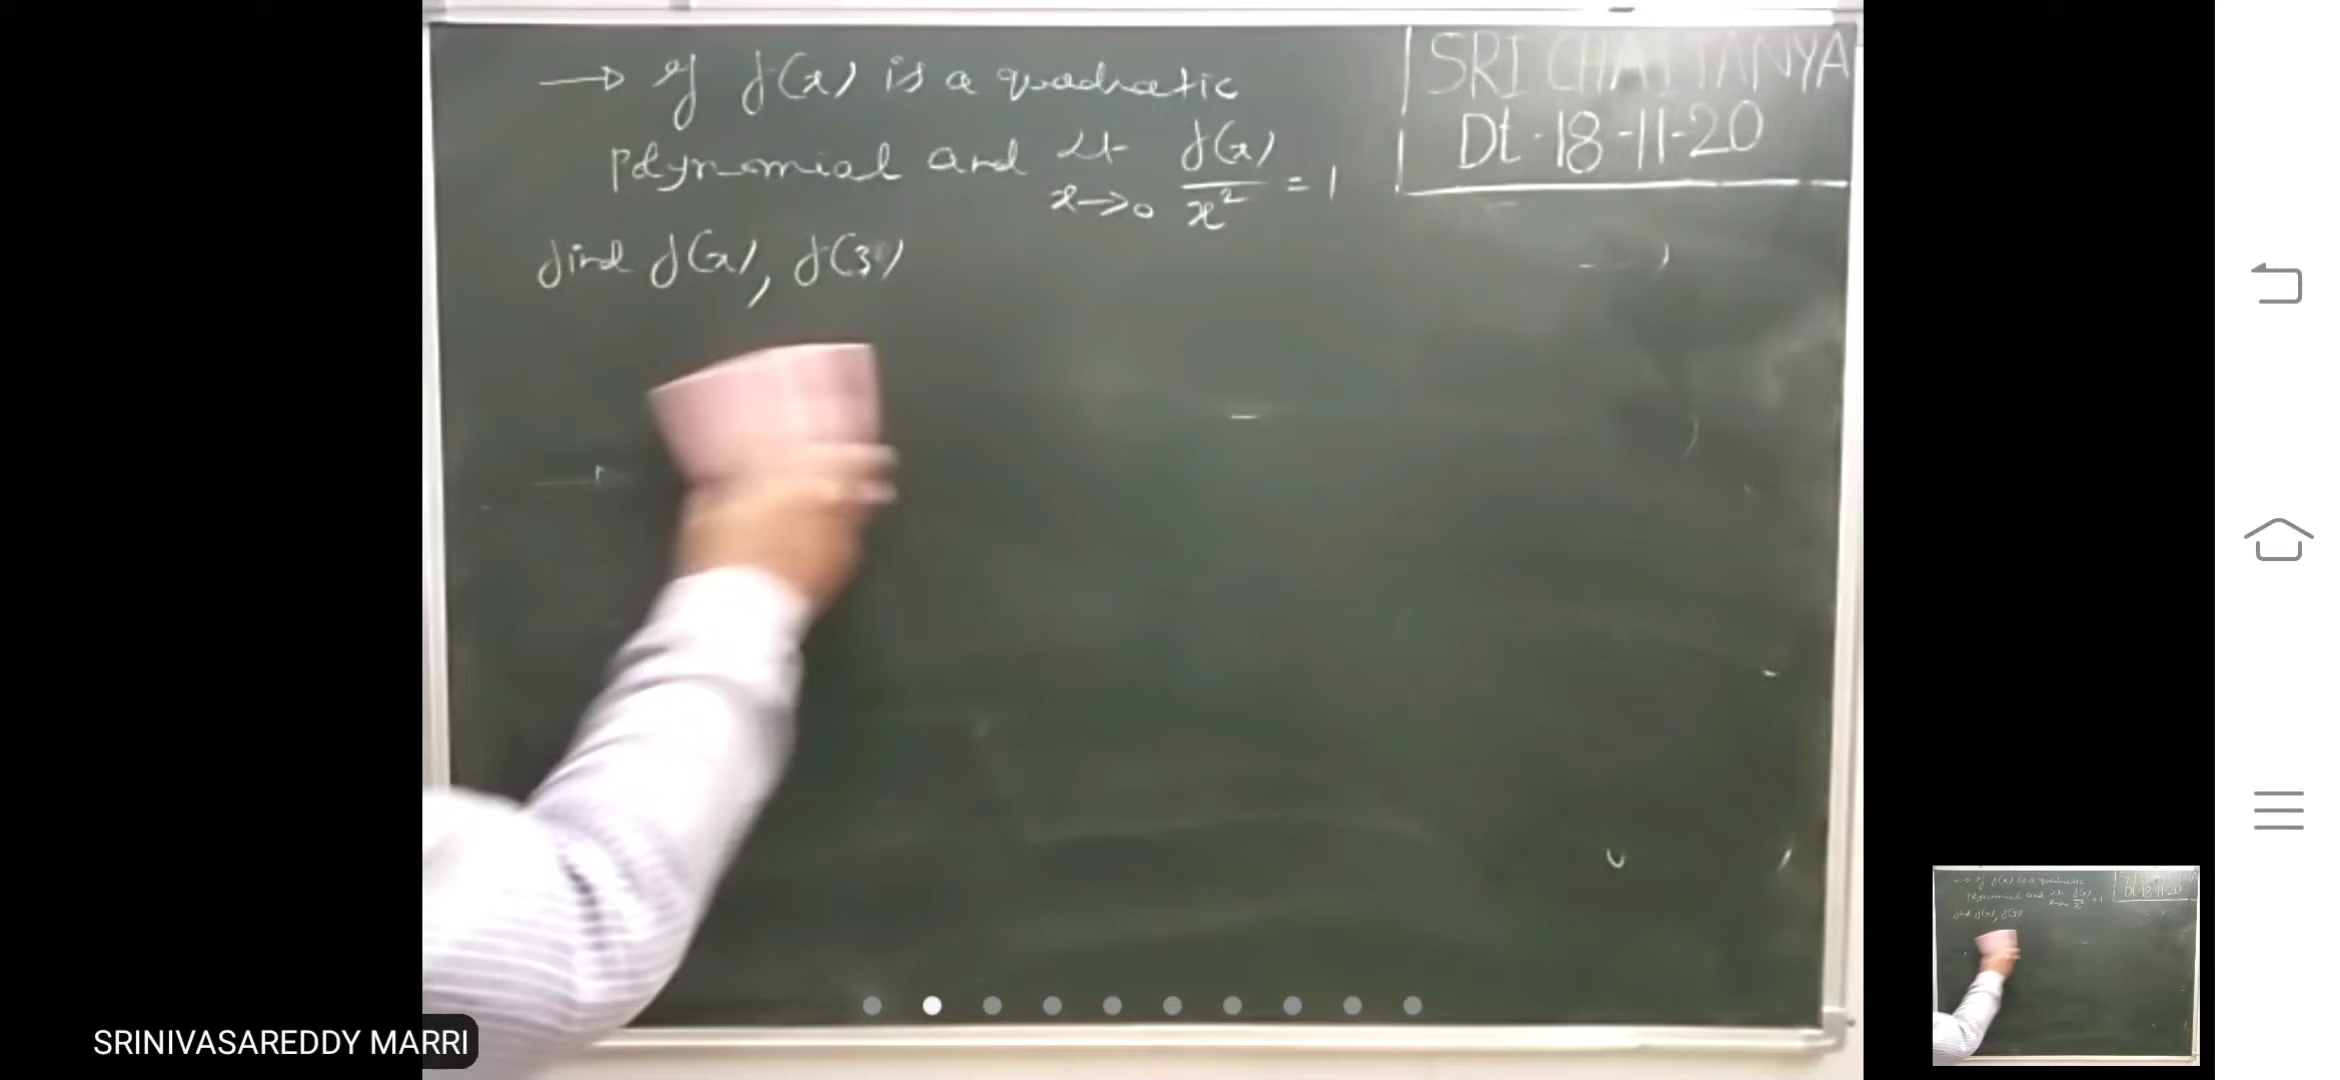 → If f(x) is a quadratic
polynomial and Lt x→0 f(x)/x² = 1
find f(x), f(3)
SRI CHAITANYA
Dt-18-11-20
SRINIVASAREDDY MARRI